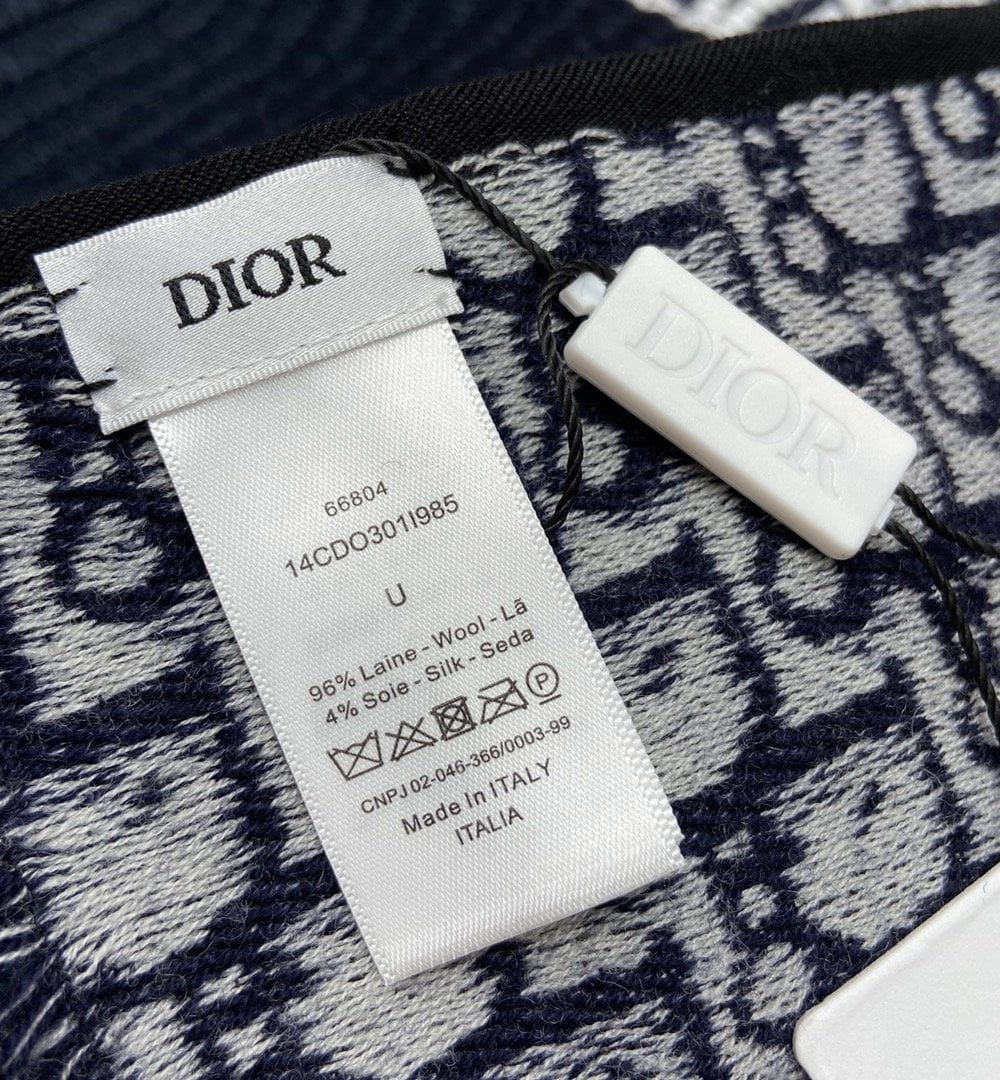 DIOR
66804
14CDO301I985
U
96% Laine - Wool - Lã
4% Soie - Silk - Seda
P
CNPJ 02-046-366/0003-99
Made In ITALY
ITALIA
DIOR